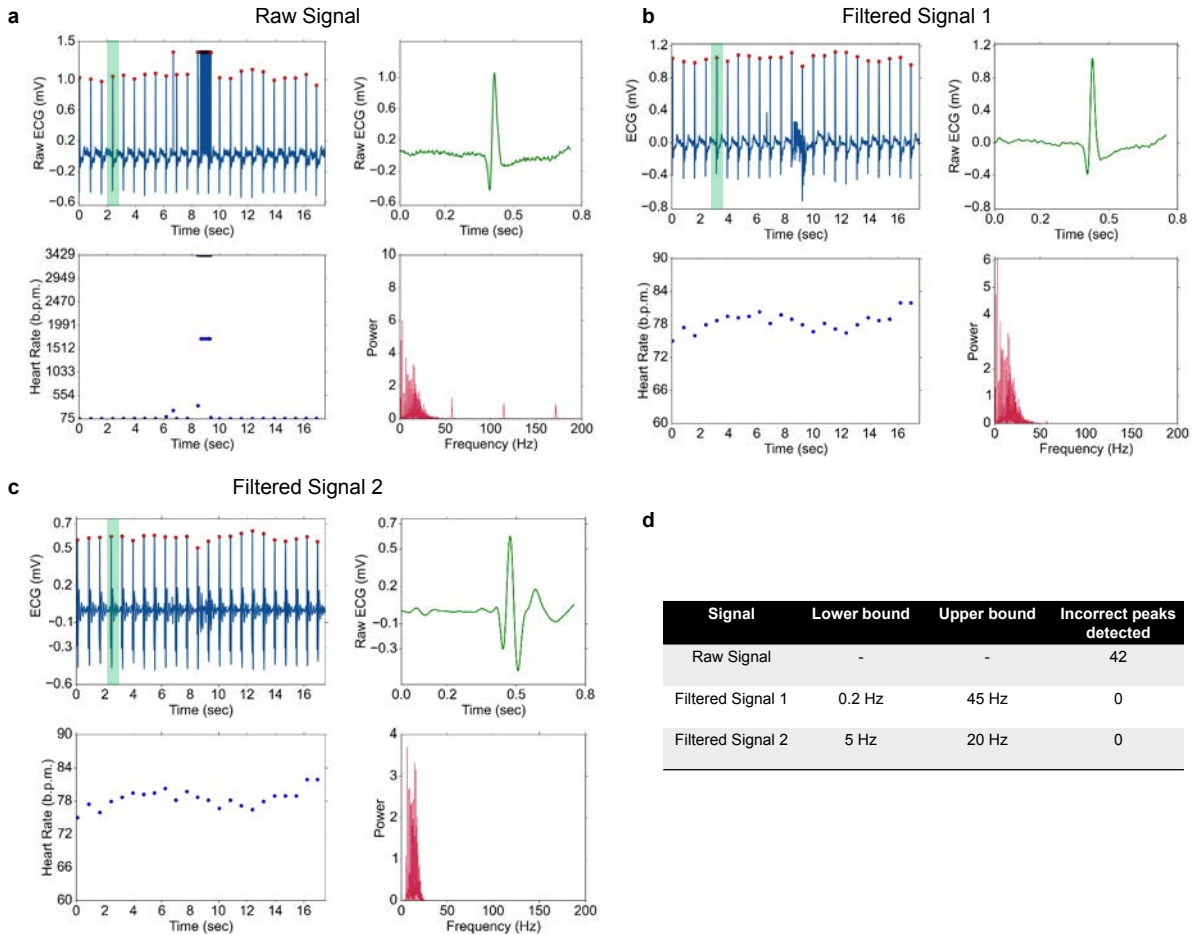 a
Raw Signal
1.5
1.0
0.6
0.2
−0.2
−0.6
Raw ECG (mV)
0 2 4 6 8 10 12 14 16
Time (sec)
1.0
0.6
0.2
−0.2
−0.6
Raw ECG (mV)
0.0 0.2 0.5 0.8
Time (sec)
3429
2949
2470
1991
1512
1033
554
75
Heart Rate (b.p.m.)
0 2 4 6 8 10 12 14 16
Time (sec)
10
8
6
4
2
0
Power
0 50 100 150 200
Frequency (Hz)
b
Filtered Signal 1
1.2
0.8
0.4
0.0
−0.4
−0.8
ECG (mV)
0 2 4 6 8 10 12 14 16
Time (sec)
1.2
0.8
0.4
0.0
−0.4
−0.8
Raw ECG (mV)
0.0 0.2 0.5 0.8
Time (sec)
90
84
78
72
66
60
Heart Rate (b.p.m.)
0 2 4 6 8 10 12 14 16
Time (sec)
6
5
4
3
2
1
0
Power
0 50 100 150 200
Frequency (Hz)
c
Filtered Signal 2
0.7
0.5
0.2
−0.1
−0.3
−0.6
ECG (mV)
0 2 4 6 8 10 12 14 16
Time (sec)
0.7
0.5
0.2
−0.1
−0.3
−0.6
Raw ECG (mV)
0.0 0.2 0.5 0.8
Time (sec)
90
84
78
72
66
60
Heart Rate (b.p.m.)
0 2 4 6 8 10 12 14 16
Time (sec)
4
3
2
1
0
Power
0 50 100 150 200
Frequency (Hz)
d
Signal Lower bound Upper bound Incorrect peaks
detected
Raw Signal - - 42
Filtered Signal 1 0.2 Hz 45 Hz 0
Filtered Signal 2 5 Hz 20 Hz 0